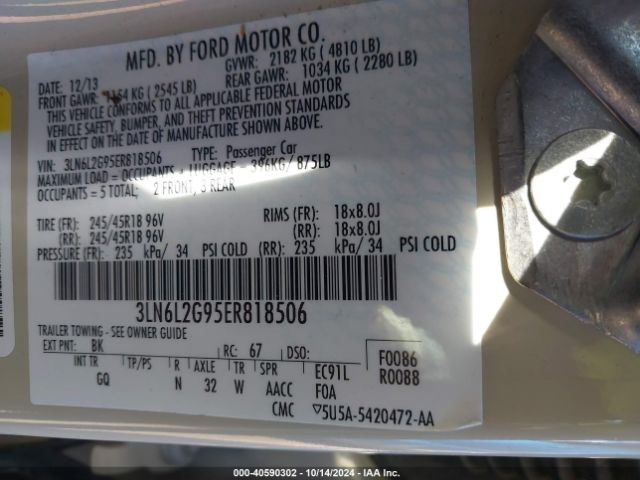 MFD. BY FORD MOTOR CO.
DATE: 12/13 GVWR: 2182 KG ( 4810 LB)
FRONT GAWR: 1154 KG ( 2545 LB) REAR GAWR: 1034 KG ( 2280 LB)
THIS VEHICLE CONFORMS TO ALL APPLICABLE FEDERAL MOTOR
VEHICLE SAFETY, BUMPER, AND THEFT PREVENTION STANDARDS
IN EFFECT ON THE DATE OF MANUFACTURE SHOWN ABOVE.
VIN: 3LN6L2G95ER818506 TYPE: Passenger Car
MAXIMUM LOAD = OCCUPANTS + LUGGAGE = 396KG/ 875LB
OCCUPANTS = 5 TOTAL; 2 FRONT, 3 REAR
TIRE (FR): 245/45R18 96V RIMS (FR): 18x8.0J
(RR): 245/45R18 96V (RR): 18x8.0J
PRESSURE (FR): 235 kPa/ 34 PSI COLD (RR): 235 kPa/ 34 PSI COLD
3LN6L2G95ER818506
TRAILER TOWING - SEE OWNER GUIDE
EXT PNT: BK RC: 67 DSO: F0086
INT TR TP/PS R AXLE TR SPR EC91L R0088
GQ N 32 W AACC F0A
CMC ▽5U5A-5420472-AA
000-40590302 - 10/14/2024 - IAA Inc.